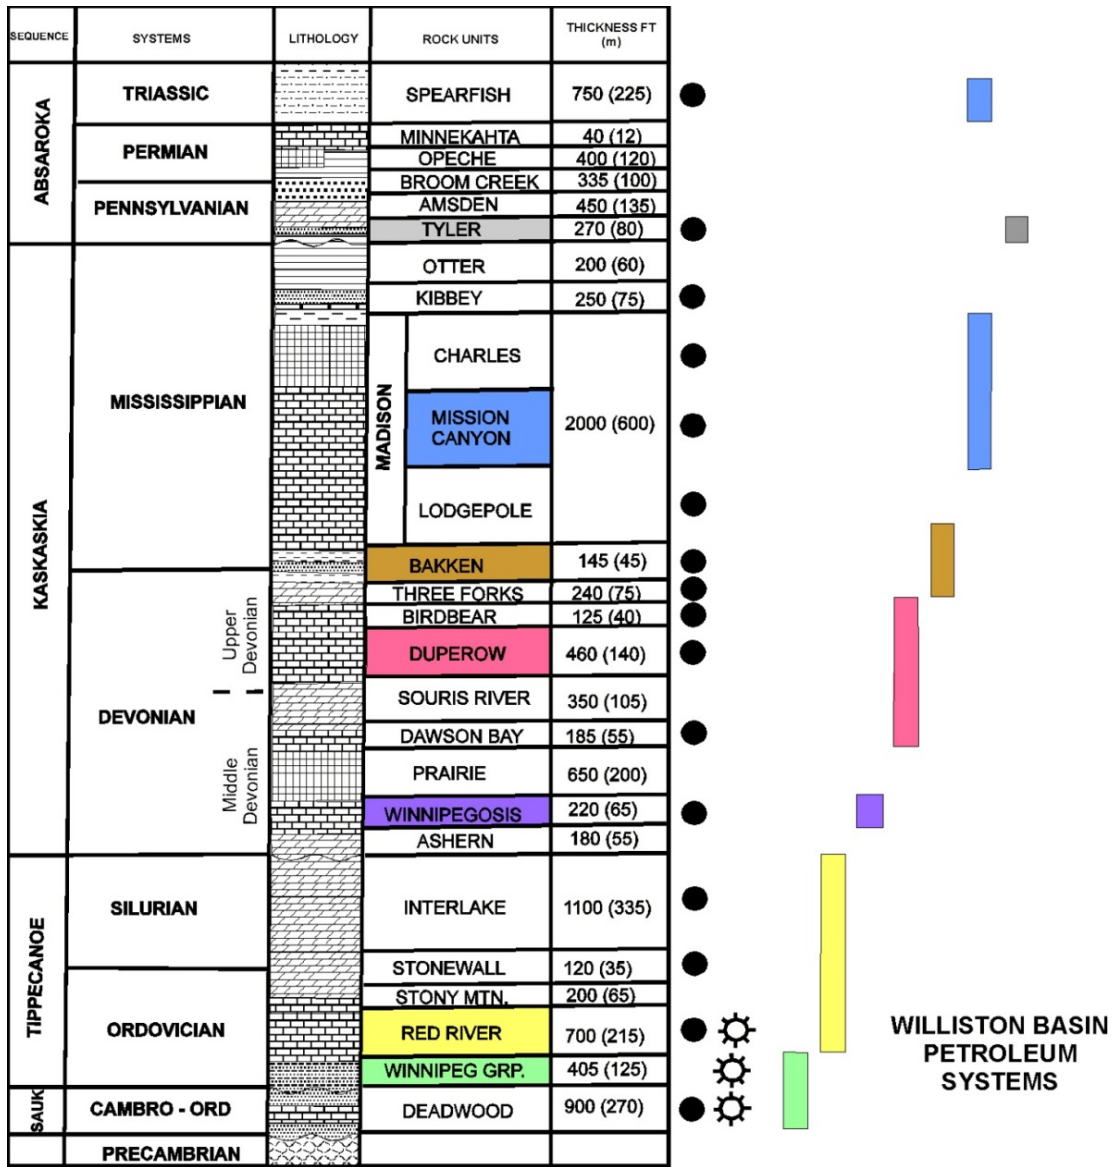 SEQUENCE SYSTEMS LITHOLOGY ROCK UNITS THICKNESS FT
(m)
ABSAROKA
TRIASSIC SPEARFISH 750 (225)
PERMIAN
MINNEKAHTA 40 (12)
OPECHE 400 (120)
BROOM CREEK 335 (100)
PENNSYLVANIAN
AMSDEN 450 (135)
TYLER 270 (80)
KASKASKIA
MISSISSIPPIAN
OTTER 200 (60)
KIBBEY 250 (75)
MADISON
CHARLES
MISSION
CANYON
2000 (600)
LODGEPOLE
BAKKEN 145 (45)
DEVONIAN
Upper
Devonian
THREE FORKS 240 (75)
BIRDBEAR 125 (40)
DUPEROW 460 (140)
SOURIS RIVER 350 (105)
Middle
Devonian
DAWSON BAY 185 (55)
PRAIRIE 650 (200)
WINNIPEGOSIS 220 (65)
ASHERN 180 (55)
TIPPECANOE
SILURIAN INTERLAKE 1100 (335)
ORDOVICIAN
STONEWALL 120 (35)
STONY MTN. 200 (65)
RED RIVER 700 (215)
WINNIPEG GRP. 405 (125)
SAUK
CAMBRO - ORD DEADWOOD 900 (270)
PRECAMBRIAN
WILLISTON BASIN
PETROLEUM
SYSTEMS